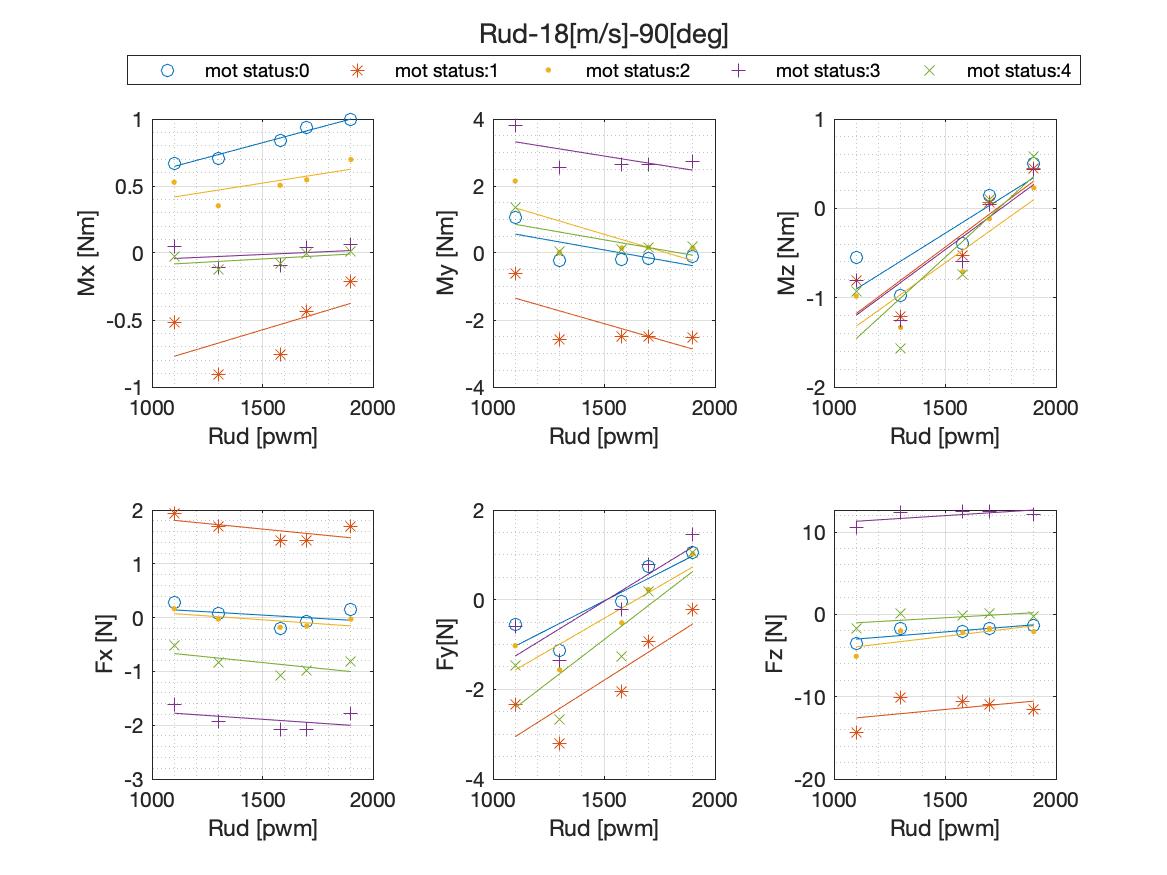 Rud-18[m/s]-90[deg]
mot status:0 mot status:1 mot status:2 mot status:3 mot status:4
1
0.5
0
-0.5
-1
Mx [Nm]
1000 1500 2000
Rud [pwm]
4
2
0
-2
-4
My [Nm]
1000 1500 2000
Rud [pwm]
1
0
-1
-2
Mz [Nm]
1000 1500 2000
Rud [pwm]
2
1
0
-1
-2
-3
Fx [N]
1000 1500 2000
Rud [pwm]
2
0
-2
-4
Fy[N]
1000 1500 2000
Rud [pwm]
10
0
-10
-20
Fz [N]
1000 1500 2000
Rud [pwm]